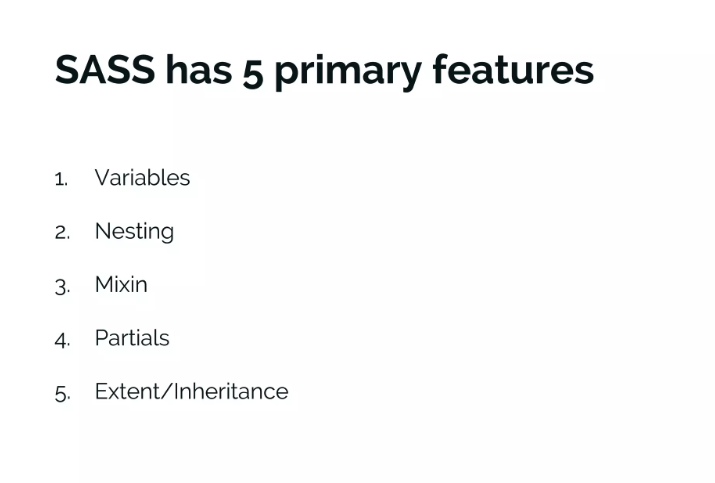 SASS has 5 primary features
1. Variables
2. Nesting
3. Mixin
4. Partials
5. Extent/Inheritance